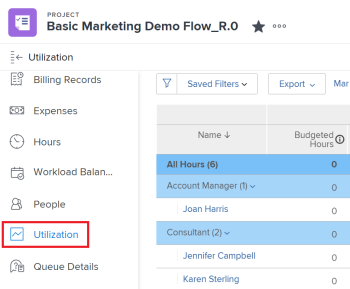 PROJECT
Basic Marketing Demo Flow_R.0
Utilization
Billing Records
Expenses
Hours
Workload Balan...
People
Utilization
Queue Details
Saved Filters
Export
Mar
Name ↓
Budgeted
Hours
All Hours (6) 0
Account Manager (1) 0
Joan Harris 0
Consultant (2) 0
Jennifer Campbell 0
Karen Sterling 0